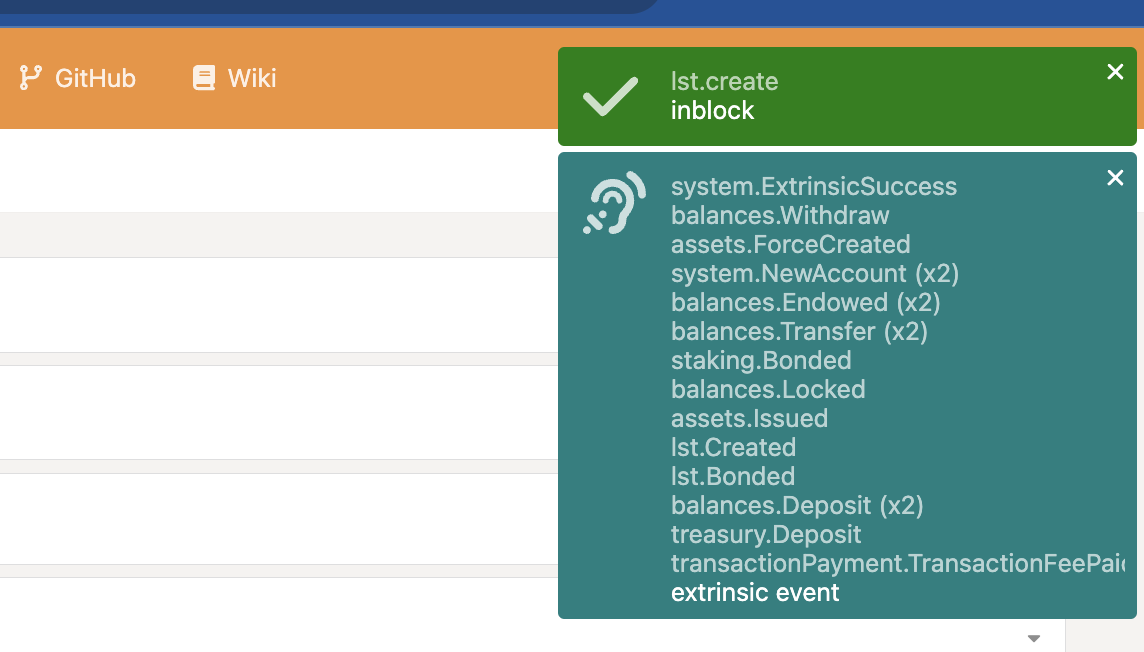 GitHub
Wiki
lst.create
inblock
system.ExtrinsicSuccess
balances.Withdraw
assets.ForceCreated
system.NewAccount (x2)
balances.Endowed (x2)
balances.Transfer (x2)
staking.Bonded
balances.Locked
assets.Issued
lst.Created
lst.Bonded
balances.Deposit (x2)
treasury.Deposit
transactionPayment.TransactionFeePaid
extrinsic event